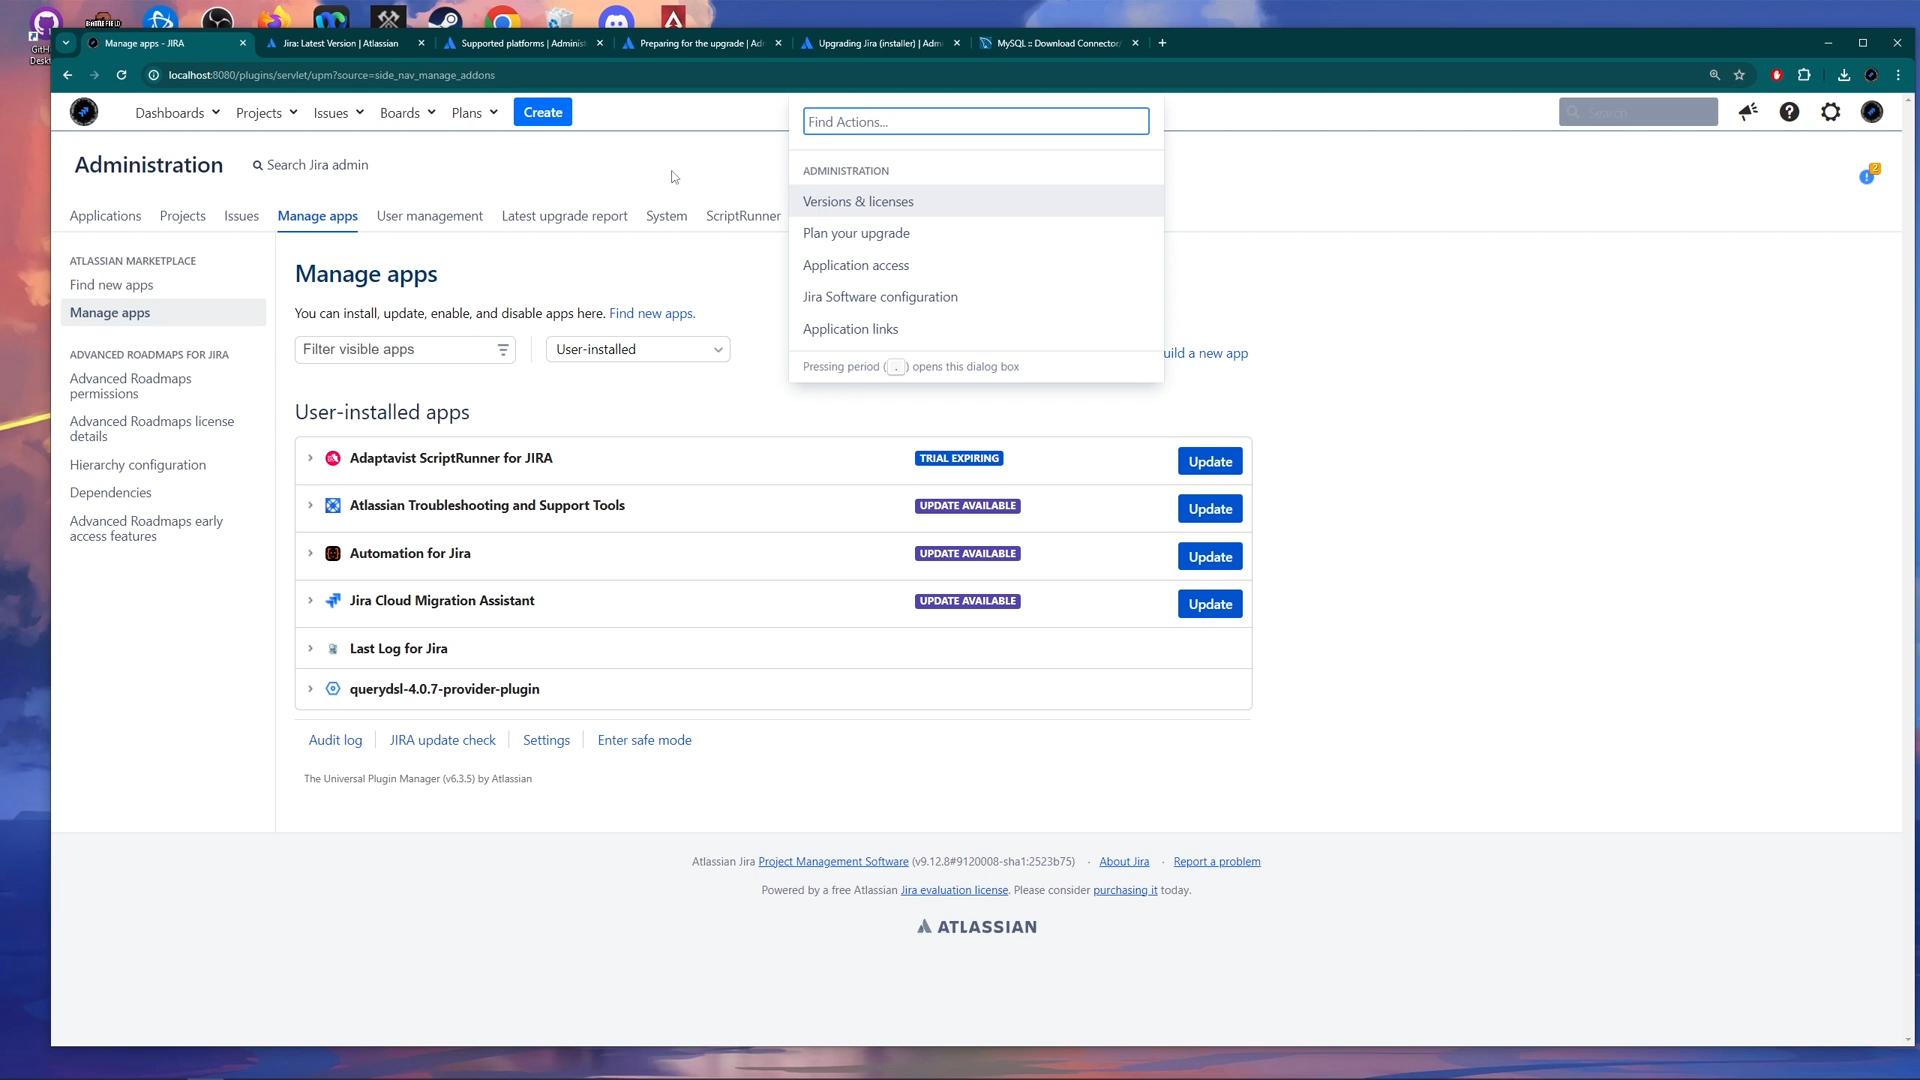 GitH
Desk
BATTLEFIELD
Manage apps - JIRA
Jira: Latest Version | Atlassian
Supported platforms | Adminis
Preparing for the upgrade | Ad
Upgrading Jira (installer) | Adm
MySQL :: Download Connector
localhost:8080/plugins/servlet/upm?source=side_nav_manage_addons
Dashboards Projects Issues Boards Plans Create
Search
Find Actions...
Administration
Search Jira admin
2
ADMINISTRATION
Versions & licenses
Plan your upgrade
Application access
Jira Software configuration
Application links
Pressing period ( . ) opens this dialog box
Applications Projects Issues Manage apps User management Latest upgrade report System ScriptRunner
ATLASSIAN MARKETPLACE
Find new apps
Manage apps
ADVANCED ROADMAPS FOR JIRA
Advanced Roadmaps
permissions
Advanced Roadmaps license
details
Hierarchy configuration
Dependencies
Advanced Roadmaps early
access features
Manage apps
You can install, update, enable, and disable apps here. Find new apps.
Filter visible apps
User-installed
uild a new app
User-installed apps
Adaptavist ScriptRunner for JIRA TRIAL EXPIRING Update
Atlassian Troubleshooting and Support Tools UPDATE AVAILABLE Update
Automation for Jira UPDATE AVAILABLE Update
Jira Cloud Migration Assistant UPDATE AVAILABLE Update
Last Log for Jira
querydsl-4.0.7-provider-plugin
Audit log JIRA update check Settings Enter safe mode
The Universal Plugin Manager (v6.3.5) by Atlassian
Atlassian Jira Project Management Software (v9.12.8#9120008-sha1:2523b75) · About Jira · Report a problem
Powered by a free Atlassian Jira evaluation license. Please consider purchasing it today.
ATLASSIAN